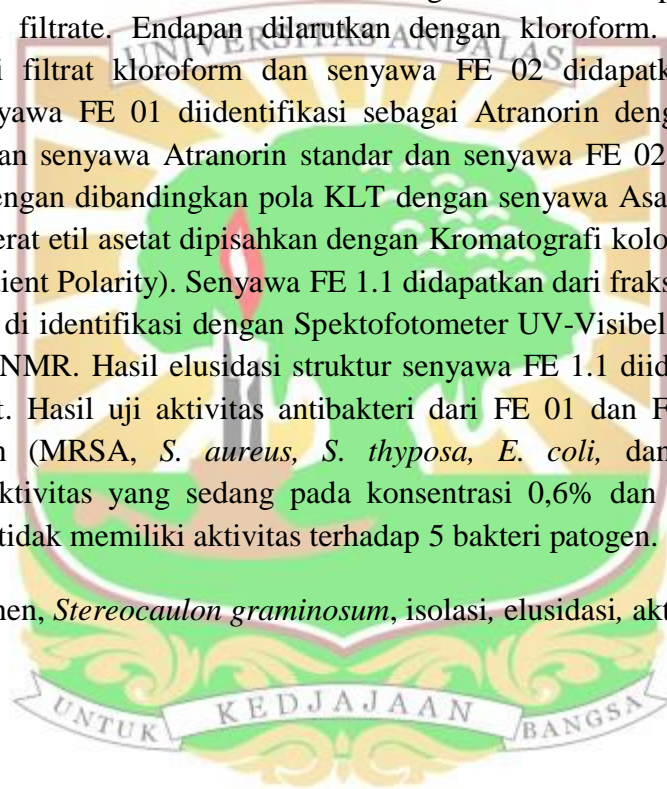 filtrate. Endapan dilarutkan dengan kloroform.
UNIVERSITAS ANDALAS
filtrat kloroform dan senyawa FE 02 didapatk
yawa FE 01 diidentifikasi sebagai Atranorin deng
an senyawa Atranorin standar dan senyawa FE 02
engan dibandingkan pola KLT dengan senyawa Asa
erat etil asetat dipisahkan dengan Kromatografi kolo
ient Polarity). Senyawa FE 1.1 didapatkan dari fraks
di identifikasi dengan Spektofotometer UV-Visibel
NMR. Hasil elusidasi struktur senyawa FE 1.1 diid
t. Hasil uji aktivitas antibakteri dari FE 01 dan F
n (MRSA, S. aureus, S. thyposa, E. coli, dan
ktivitas yang sedang pada konsentrasi 0,6% dan
tidak memiliki aktivitas terhadap 5 bakteri patogen.
nen, Stereocaulon graminosum, isolasi, elusidasi, akt
UNTUK KEDJAJAAN BANGSA